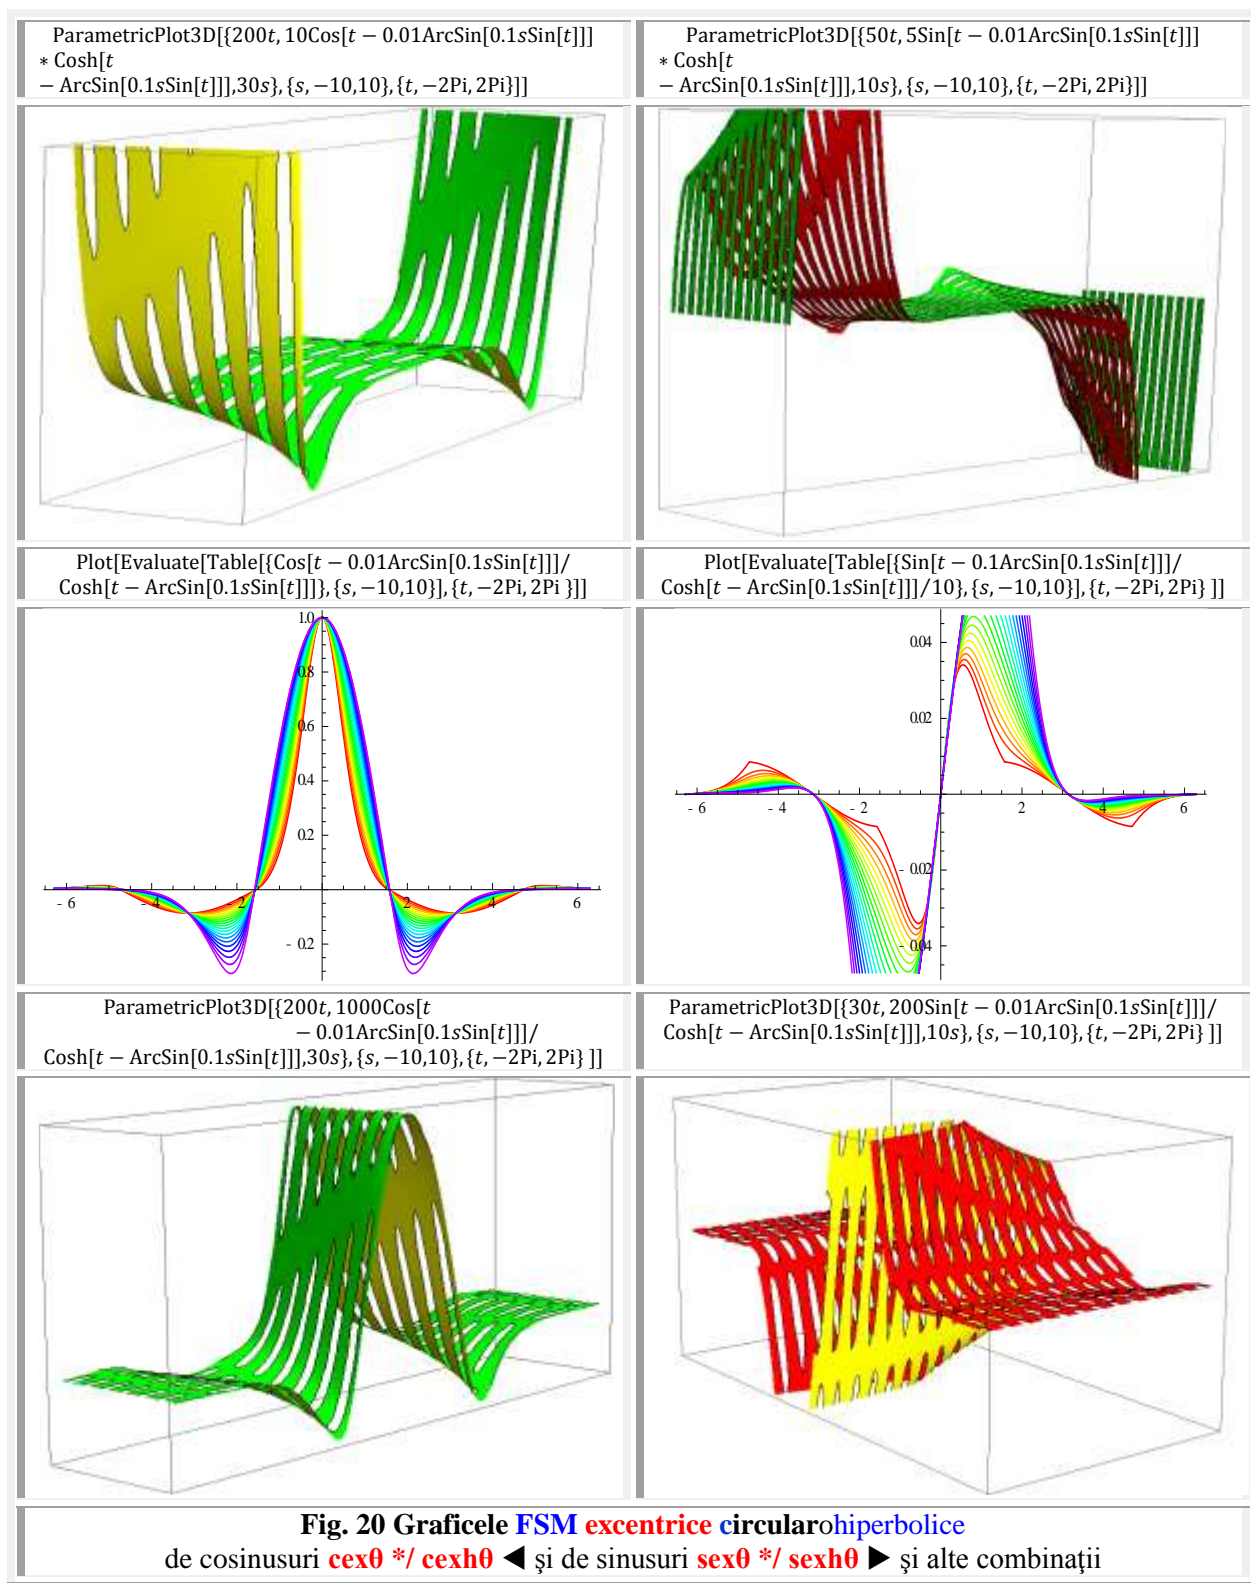 ParametricPlot3D[{200t, 10Cos[t − 0.01ArcSin[0.1sSin[t]]]
∗ Cosh[t
− ArcSin[0.1sSin[t]]],30s}, {s, −10,10}, {t, −2Pi, 2Pi}]]
ParametricPlot3D[{50t, 5Sin[t − 0.01ArcSin[0.1sSin[t]]]
∗ Cosh[t
− ArcSin[0.1sSin[t]]],10s}, {s, −10,10}, {t, −2Pi, 2Pi}]]
Plot[Evaluate[Table[{Cos[t − 0.01ArcSin[0.1sSin[t]]]/
Cosh[t − ArcSin[0.1sSin[t]]]}, {s, −10,10}], {t, −2Pi, 2Pi }]]
Plot[Evaluate[Table[{Sin[t − 0.1ArcSin[0.1sSin[t]]]/
Cosh[t − ArcSin[0.1sSin[t]]]/10}, {s, −10,10}], {t, −2Pi, 2Pi} ]]
1.0
0.8
0.6
0.4
0.2
- 6 - 4 - 2 2 6
- 0.2
0.04
0.02
- 6 - 4 - 2 2 4 6
- 0.02
- 0.04
ParametricPlot3D[{200t, 1000Cos[t
− 0.01ArcSin[0.1sSin[t]]]/
Cosh[t − ArcSin[0.1sSin[t]]],30s}, {s, −10,10}, {t, −2Pi, 2Pi} ]]
ParametricPlot3D[{30t, 200Sin[t − 0.01ArcSin[0.1sSin[t]]]/
Cosh[t − ArcSin[0.1sSin[t]]],10s}, {s, −10,10}, {t, −2Pi, 2Pi} ]]
Fig. 20 Graficele FSM excentrice circularohiperbolice
de cosinusuri cexθ */ cexhθ ◄ şi de sinusuri sexθ */ sexhθ ► şi alte combinaţii